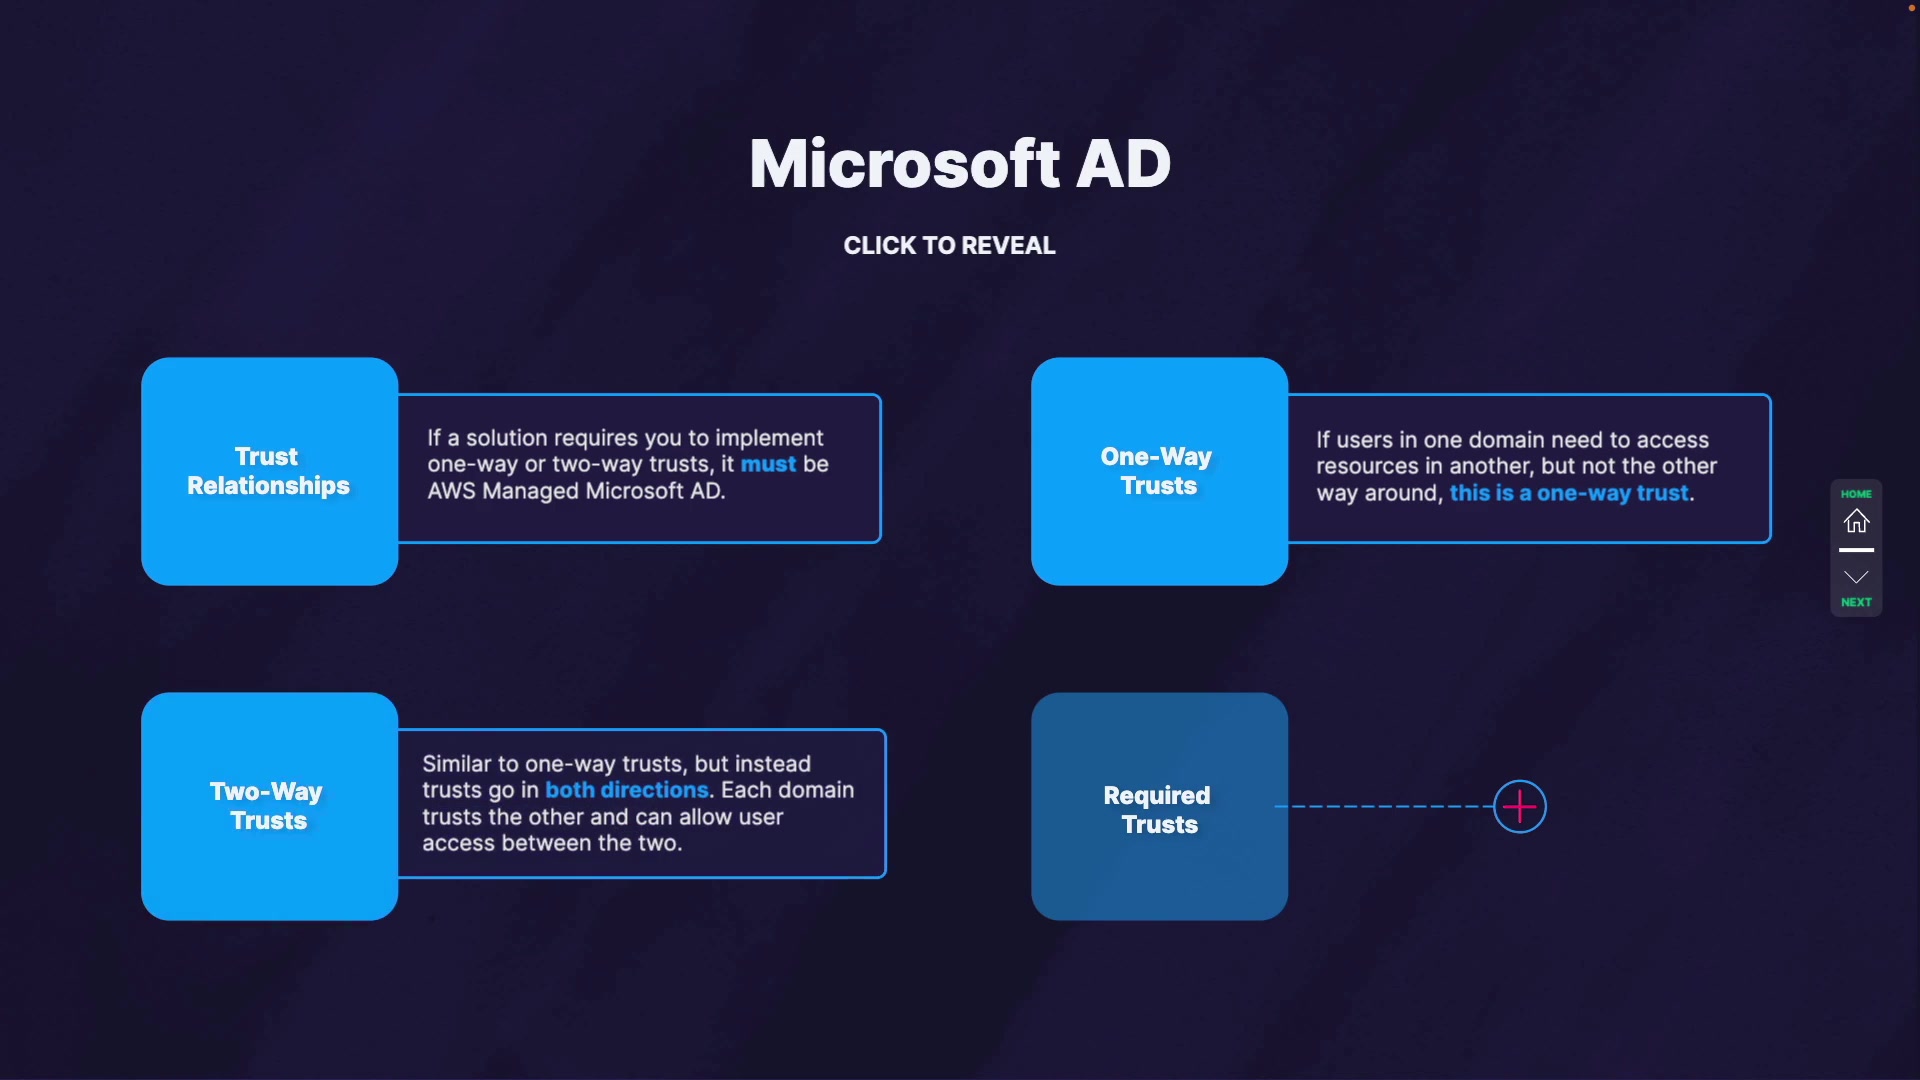 Microsoft AD
CLICK TO REVEAL
Trust
Relationships
If a solution requires you to implement
one-way or two-way trusts, it must be
AWS Managed Microsoft AD.
One-Way
Trusts
If users in one domain need to access
resources in another, but not the other
way around, this is a one-way trust.
HOME
NEXT
Two-Way
Trusts
Similar to one-way trusts, but instead
trusts go in both directions. Each domain
trusts the other and can allow user
access between the two.
Required
Trusts